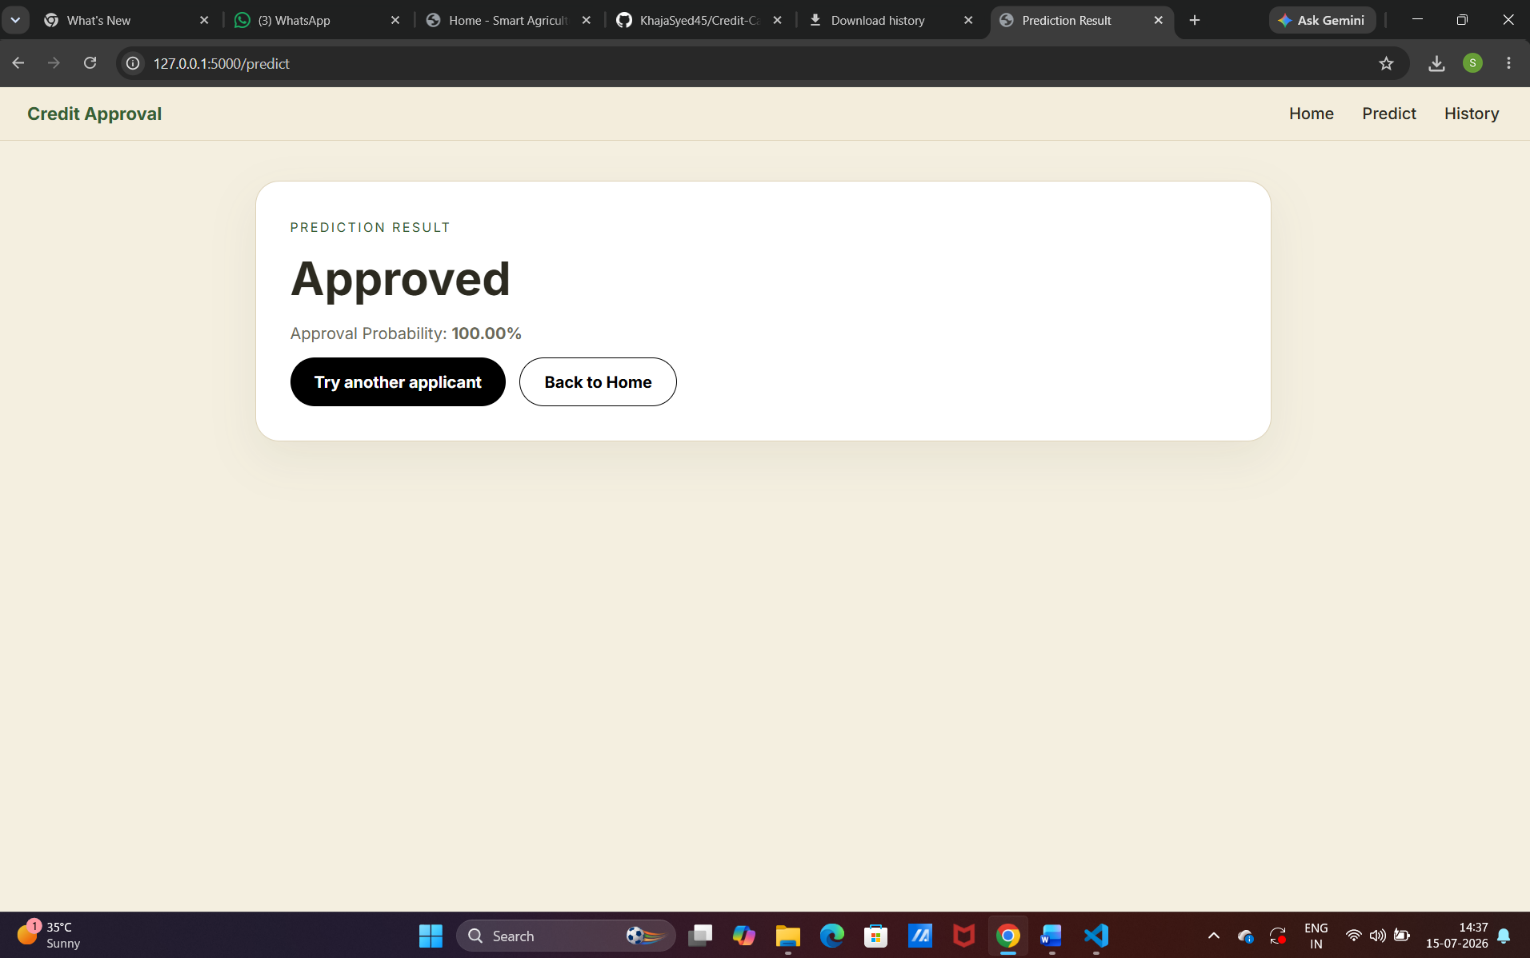 What's New
(3) WhatsApp
Home - Smart Agricult
KhajaSyed45/Credit-Ca
Download history
Prediction Result
Ask Gemini
127.0.0.1:5000/predict
S
Credit Approval
Home
Predict
History
PREDICTION RESULT
Approved
Approval Probability: 100.00%
Try another applicant
Back to Home
1
35°C
Sunny
Search
ENG
IN
14:37
15-07-2026